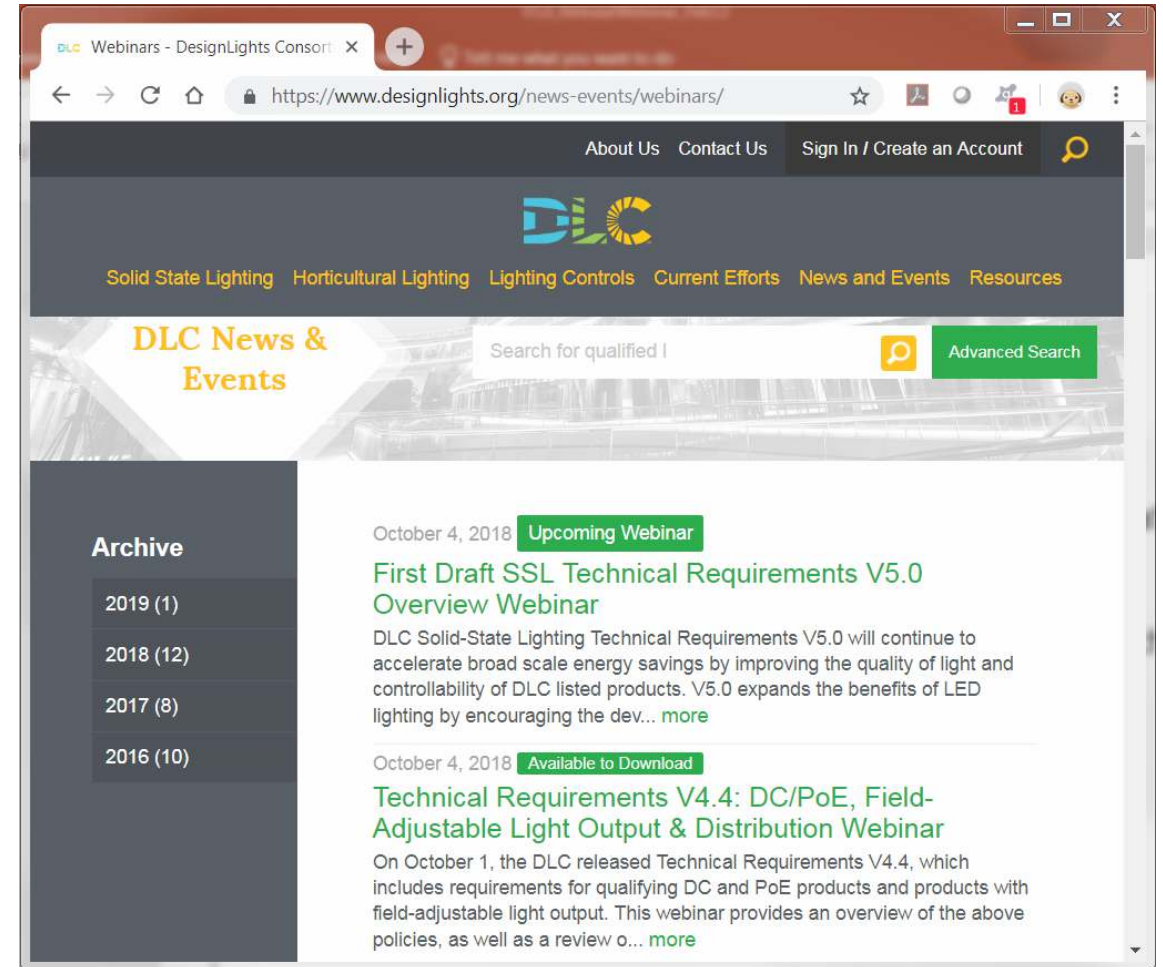 DLC Webinars - DesignLights Consort
https://www.designlights.org/news-events/webinars/
1
About Us Contact Us Sign In / Create an Account
DLC
Solid State Lighting Horticultural Lighting Lighting Controls Current Efforts News and Events Resources
DLC News &
Events
Search for qualified l
Advanced Search
Archive
2019 (1)
2018 (12)
2017 (8)
2016 (10)
October 4, 2018 Upcoming Webinar
First Draft SSL Technical Requirements V5.0
Overview Webinar
DLC Solid-State Lighting Technical Requirements V5.0 will continue to
accelerate broad scale energy savings by improving the quality of light and
controllability of DLC listed products. V5.0 expands the benefits of LED
lighting by encouraging the dev... more
October 4, 2018 Available to Download
Technical Requirements V4.4: DC/PoE, Field-
Adjustable Light Output & Distribution Webinar
On October 1, the DLC released Technical Requirements V4.4, which
includes requirements for qualifying DC and PoE products and products with
field-adjustable light output. This webinar provides an overview of the above
policies, as well as a review o... more